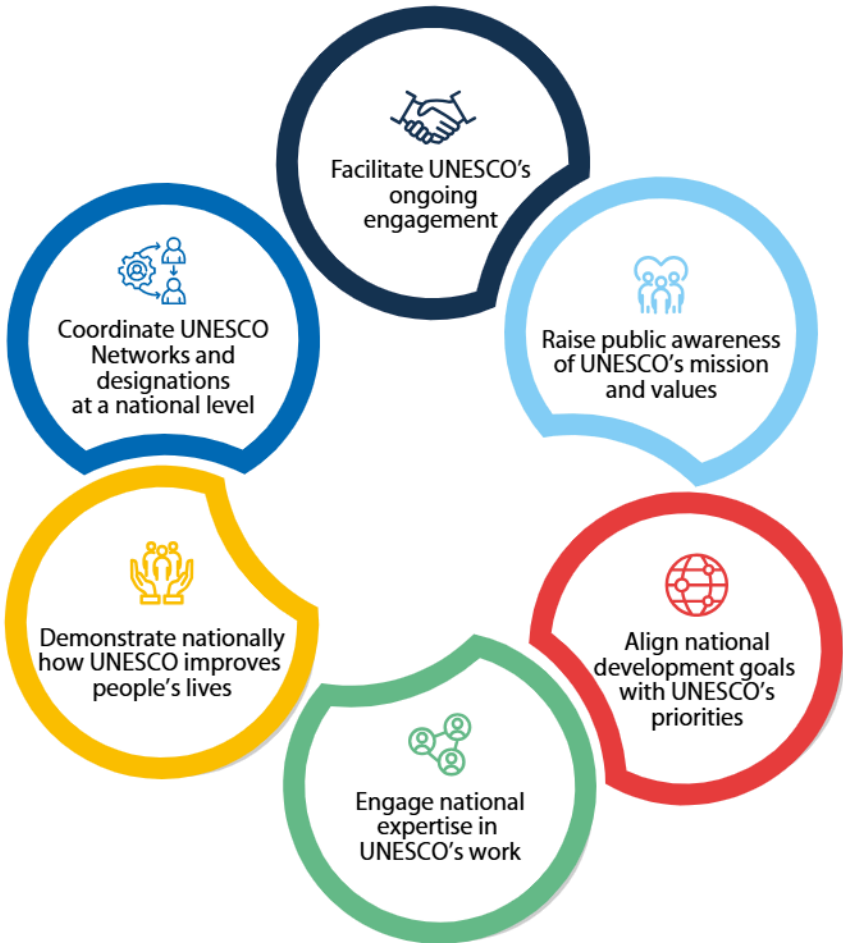 Facilitate UNESCO's
ongoing
engagement
Raise public awareness
of UNESCO's mission
and values
Align national
development goals
with UNESCO's
priorities
Engage national
expertise in
UNESCO's work
Demonstrate nationally
how UNESCO improves
people's lives
Coordinate UNESCO
Networks and
designations
at a national level